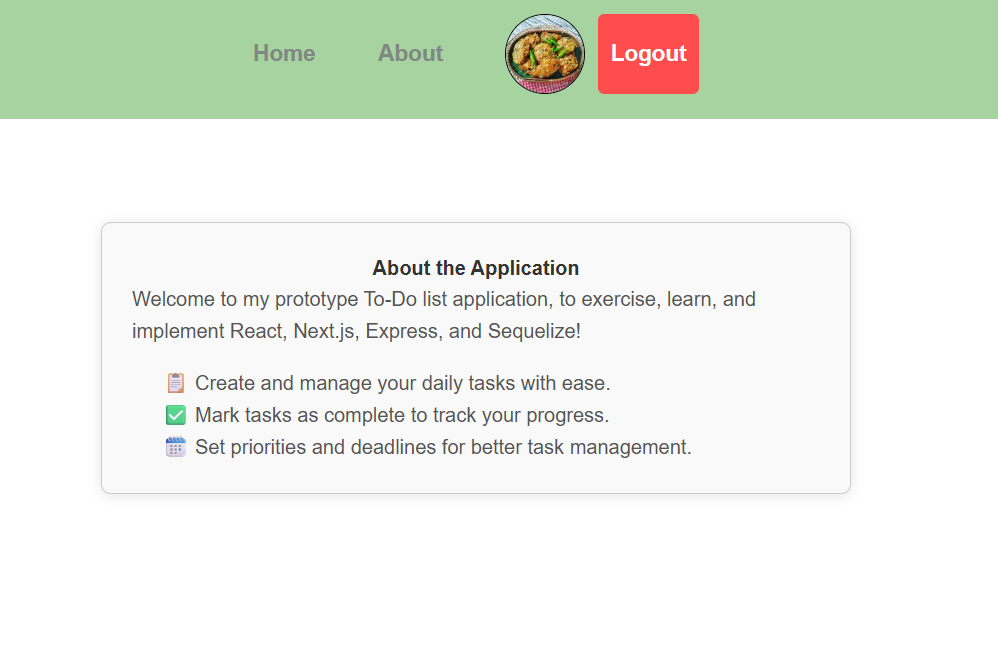 Home About Logout
About the Application
Welcome to my prototype To-Do list application, to exercise, learn, and
implement React, Next.js, Express, and Sequelize!
📋 Create and manage your daily tasks with ease.
✅ Mark tasks as complete to track your progress.
🗓️ Set priorities and deadlines for better task management.